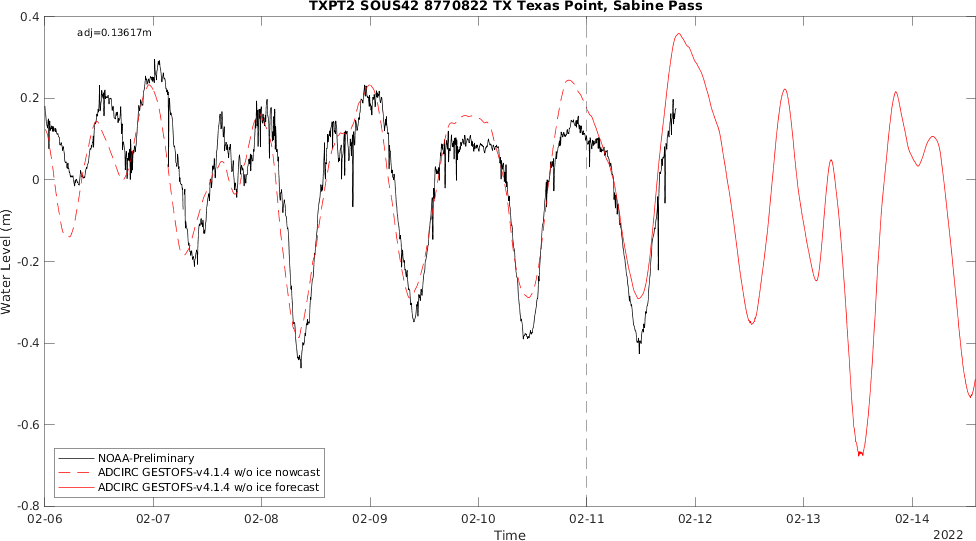 TXPT2 SOUS42 8770822 TX Texas Point, Sabine Pass
adj=0.13617m
0.4
0.2
0
-0.2
-0.4
-0.6
-0.8
Water Level (m)
NOAA-Preliminary
ADCIRC GESTOFS-v4.1.4 w/o ice nowcast
ADCIRC GESTOFS-v4.1.4 w/o ice forecast
02-06 02-07 02-08 02-09 02-10 02-11 02-12 02-13 02-14
Time
2022